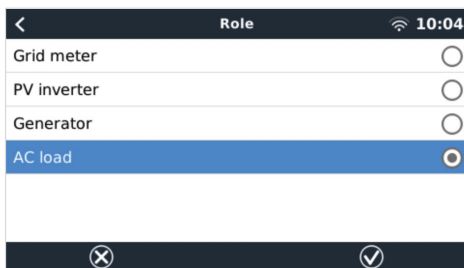 Role 10:04
Grid meter
PV inverter
Generator
AC load